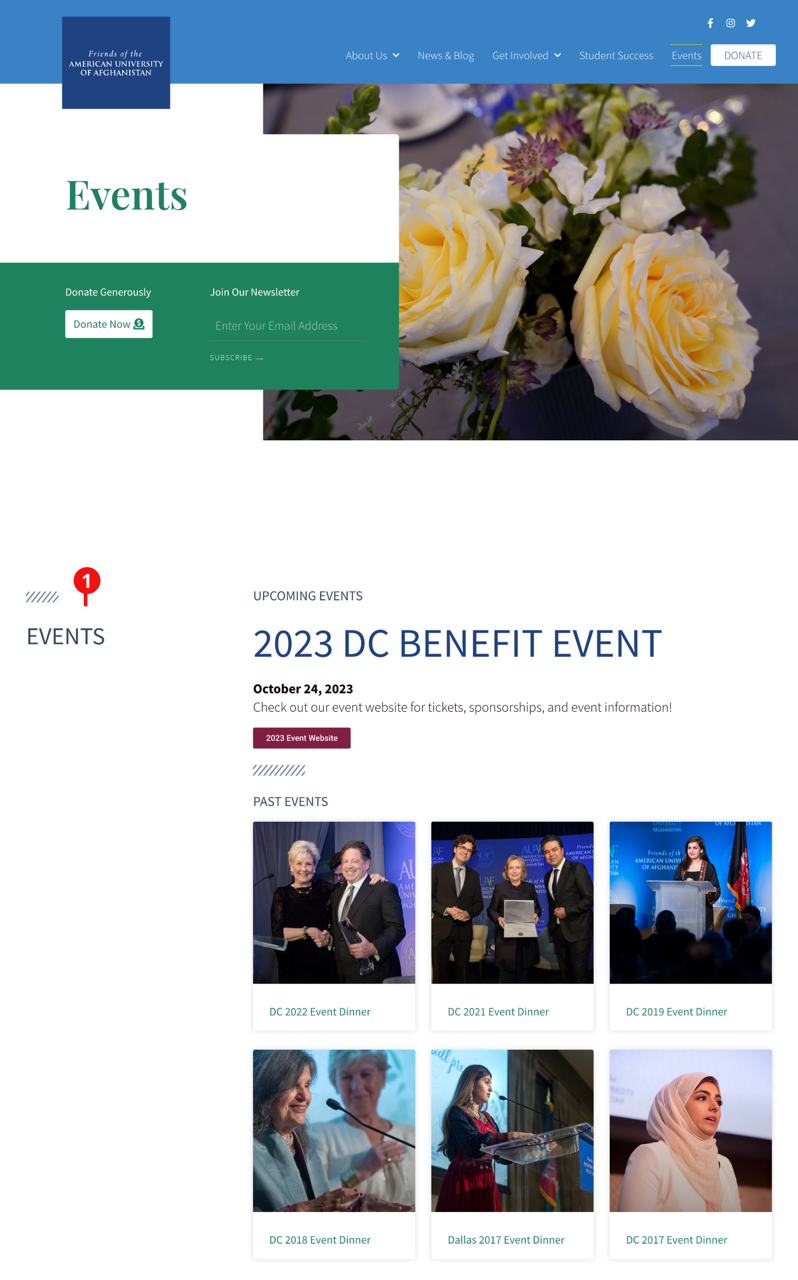 Friends of the
AMERICAN UNIVERSITY
OF AFGHANISTAN
About Us
News & Blog
Get Involved
Student Success
Events
DONATE
Events
Donate Generously
Donate Now
Join Our Newsletter
Enter Your Email Address
SUBSCRIBE →
1
EVENTS
UPCOMING EVENTS
2023 DC BENEFIT EVENT
October 24, 2023
Check out our event website for tickets, sponsorships, and event information!
2023 Event Website
PAST EVENTS
DC 2022 Event Dinner
DC 2021 Event Dinner
DC 2019 Event Dinner
DC 2018 Event Dinner
Dallas 2017 Event Dinner
DC 2017 Event Dinner